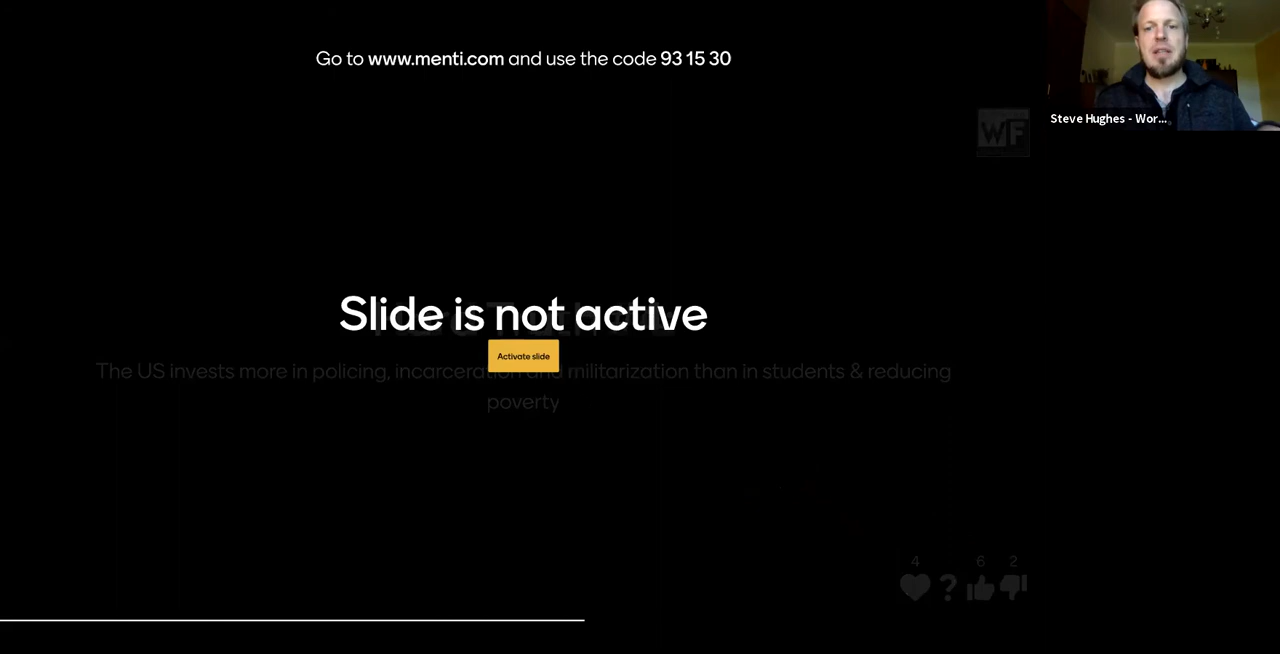 Go to www.menti.com and use the code 93 15 30
WF
Steve Hughes - Wor...
Slide is not active
Activate slide
The US invests more in policing, incarceration and militarization than in students & reducing
poverty
4
6
2